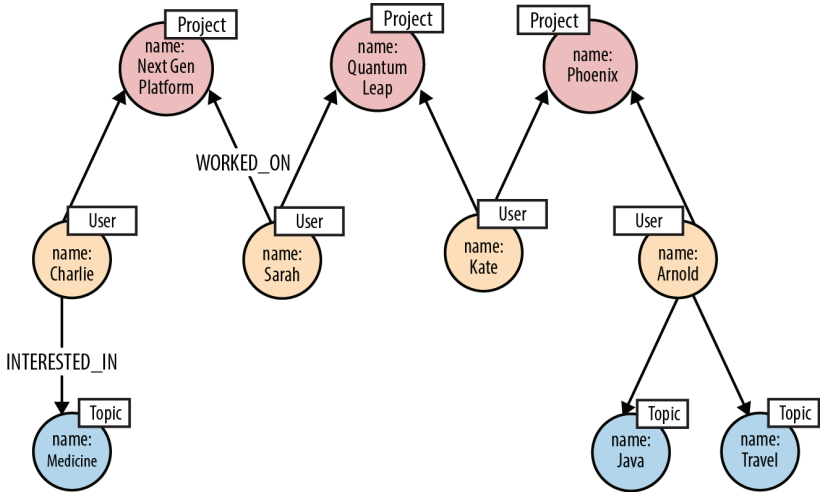 Project
name:
Next Gen
Platform
Project
name:
Quantum
Leap
Project
name:
Phoenix
WORKED_ON
User
name:
Charlie
User
name:
Sarah
User
name:
Kate
User
name:
Arnold
INTERESTED_IN
Topic
name:
Medicine
Topic
name:
Java
Topic
name:
Travel